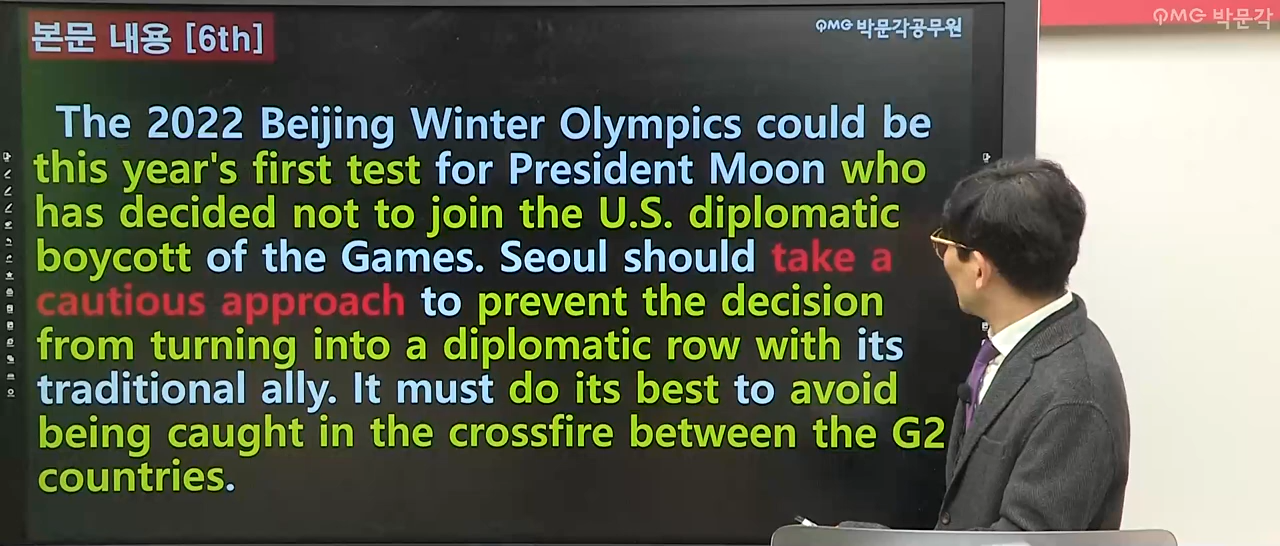 본문 내용 [6th]
PMG 박문각공무원
PMG 박문각
The 2022 Beijing Winter Olympics could be
this year's first test for President Moon who
has decided not to join the U.S. diplomatic
boycott of the Games. Seoul should take a
cautious approach to prevent the decision
from turning into a diplomatic row with its
traditional ally. It must do its best to avoid
being caught in the crossfire between the G2
countries.